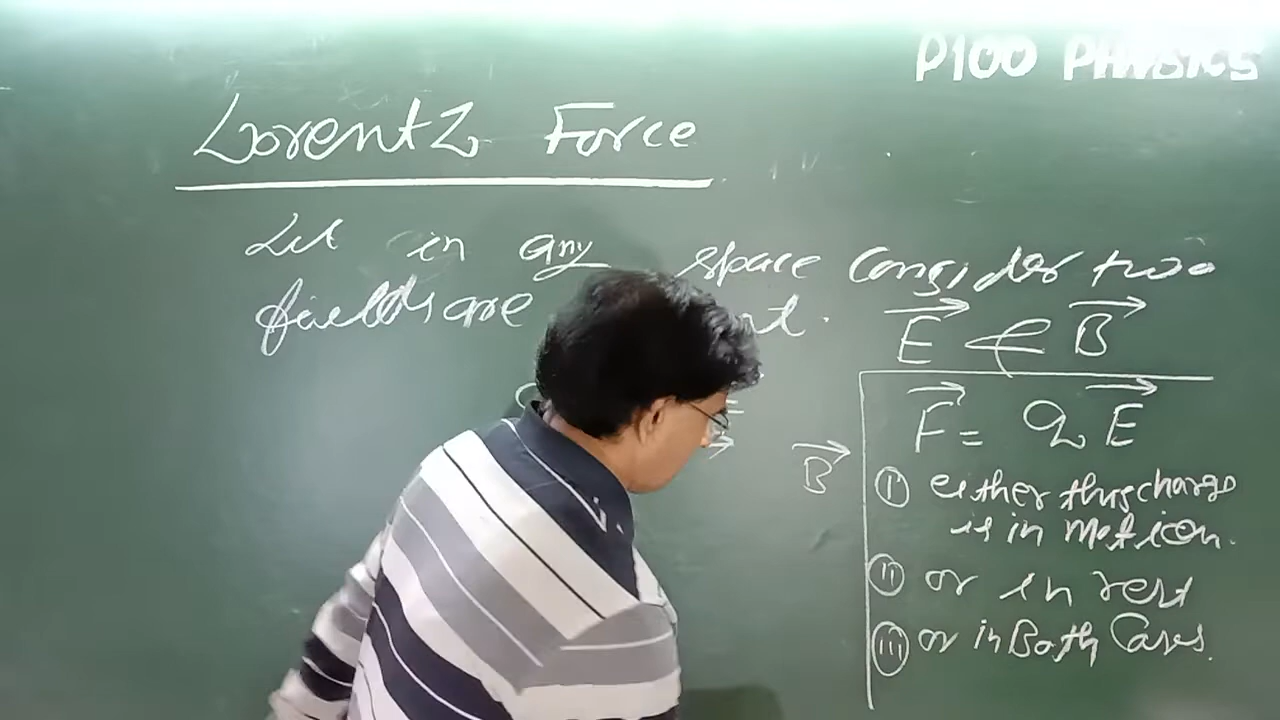 P100 PHYSICS
Lorentz Force
Let in any space Consider two
fields are
E⃗ & B⃗
F⃗ = q E⃗
B⃗
(i) either this charge
is in motion.
(ii) or in rest
(iii) or in Both Cases.